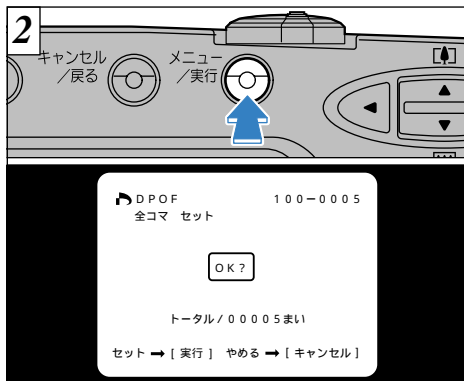 2
キャンセル
／戻る
メニュー
／実行
DPOF 100-0005
全コマ セット
OK?
トータル/00005まい
セット ➡ [実行] やめる ➡ [キャンセル]